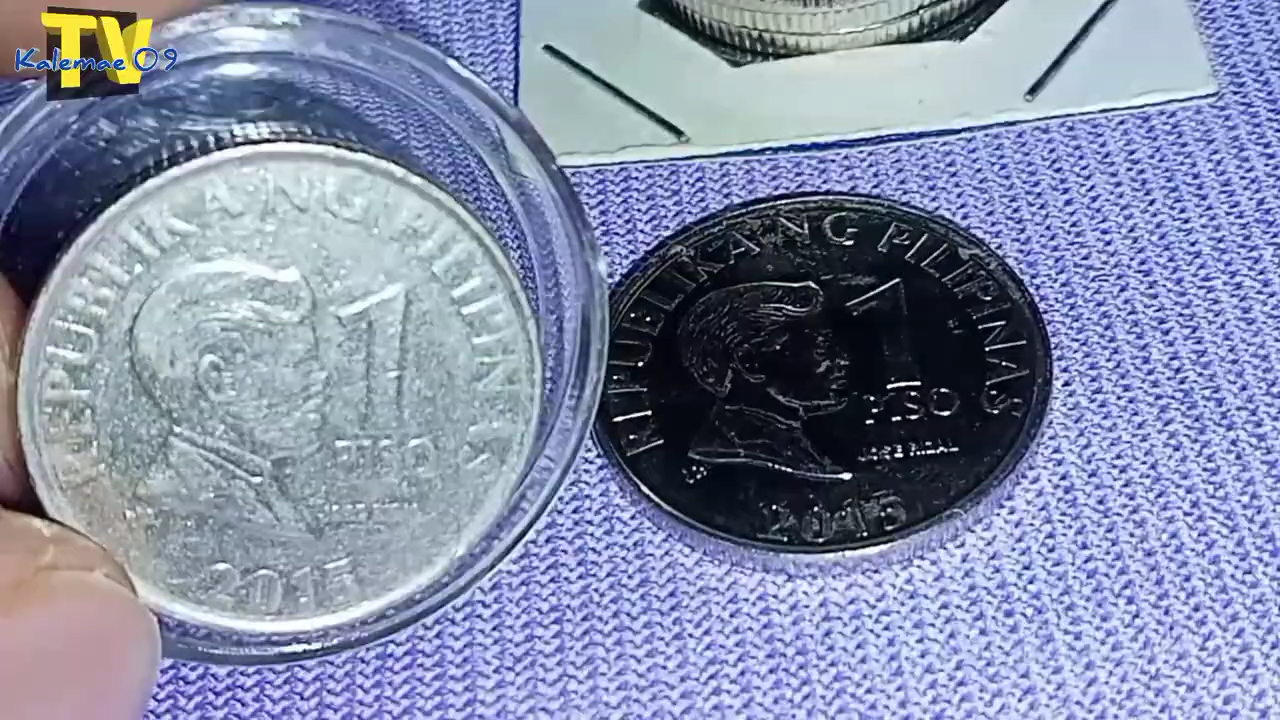 TV
Kalemae 09
REPUBLIKA NG PILIPINAS
1
PISO
2015
REPUBLIKA NG PILIPINAS
1
PISO
JOSE RIZAL
2015